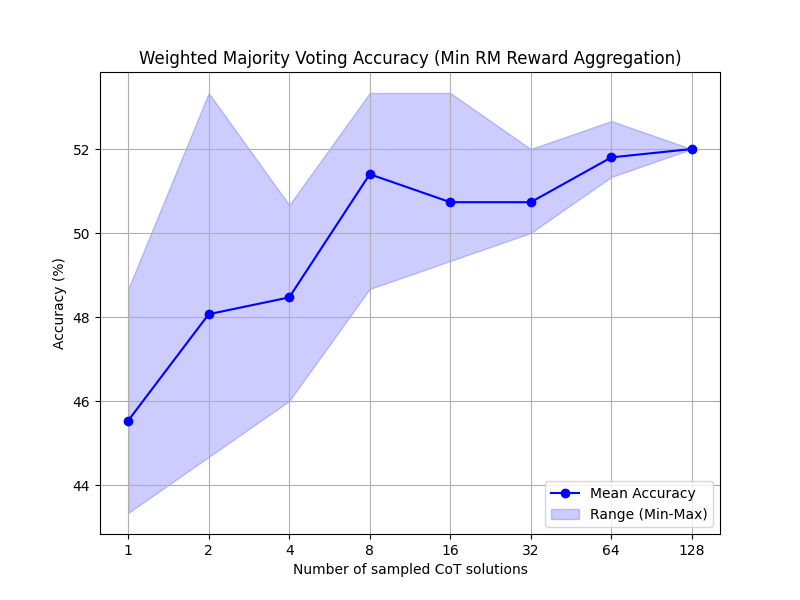 Weighted Majority Voting Accuracy (Min RM Reward Aggregation)
Accuracy (%)
52
50
48
46
44
Mean Accuracy
Range (Min-Max)
1 2 4 8 16 32 64 128
Number of sampled CoT solutions